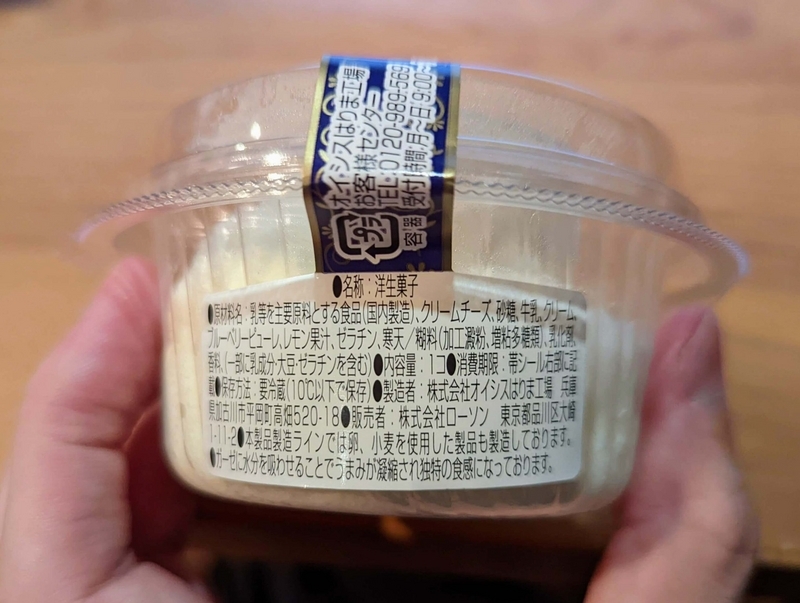 オイシスはりま工場
お客様センター
TEL:0120-989-569
受付時間:月～日9:00～
プラ
容器
●名称:洋生菓子
●原材料名:乳等を主要原料とする食品(国内製造)、クリームチーズ、砂糖、牛乳、クリーム、
ブルーベリーピューレ、レモン果汁、ゼラチン、寒天/糊料(加工澱粉、増粘多糖類)、乳化剤、
香料、(一部に乳成分・大豆・ゼラチンを含む)●内容量:1コ●消費期限:帯シール右部に記
載●保存方法:要冷蔵(10℃以下で保存)●製造者:株式会社オイシスはりま工場 兵庫
県加古川市平岡町高畑520-18●販売者:株式会社ローソン 東京都品川区大崎
1-11-2●本製品製造ラインでは卵、小麦を使用した製品も製造しております。
●ガーゼに水分を吸わせることでうまみが凝縮され独特の食感になっております。